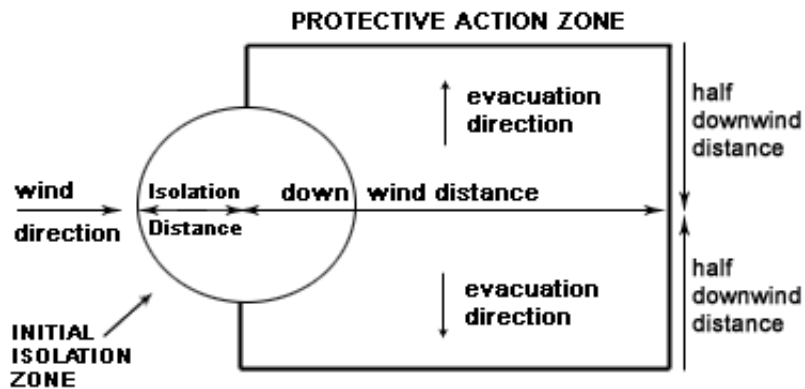 PROTECTIVE ACTION ZONE
evacuation
direction
half
downwind
distance
wind
direction
Isolation
Distance
down wind distance
evacuation
direction
half
downwind
distance
INITIAL
ISOLATION
ZONE